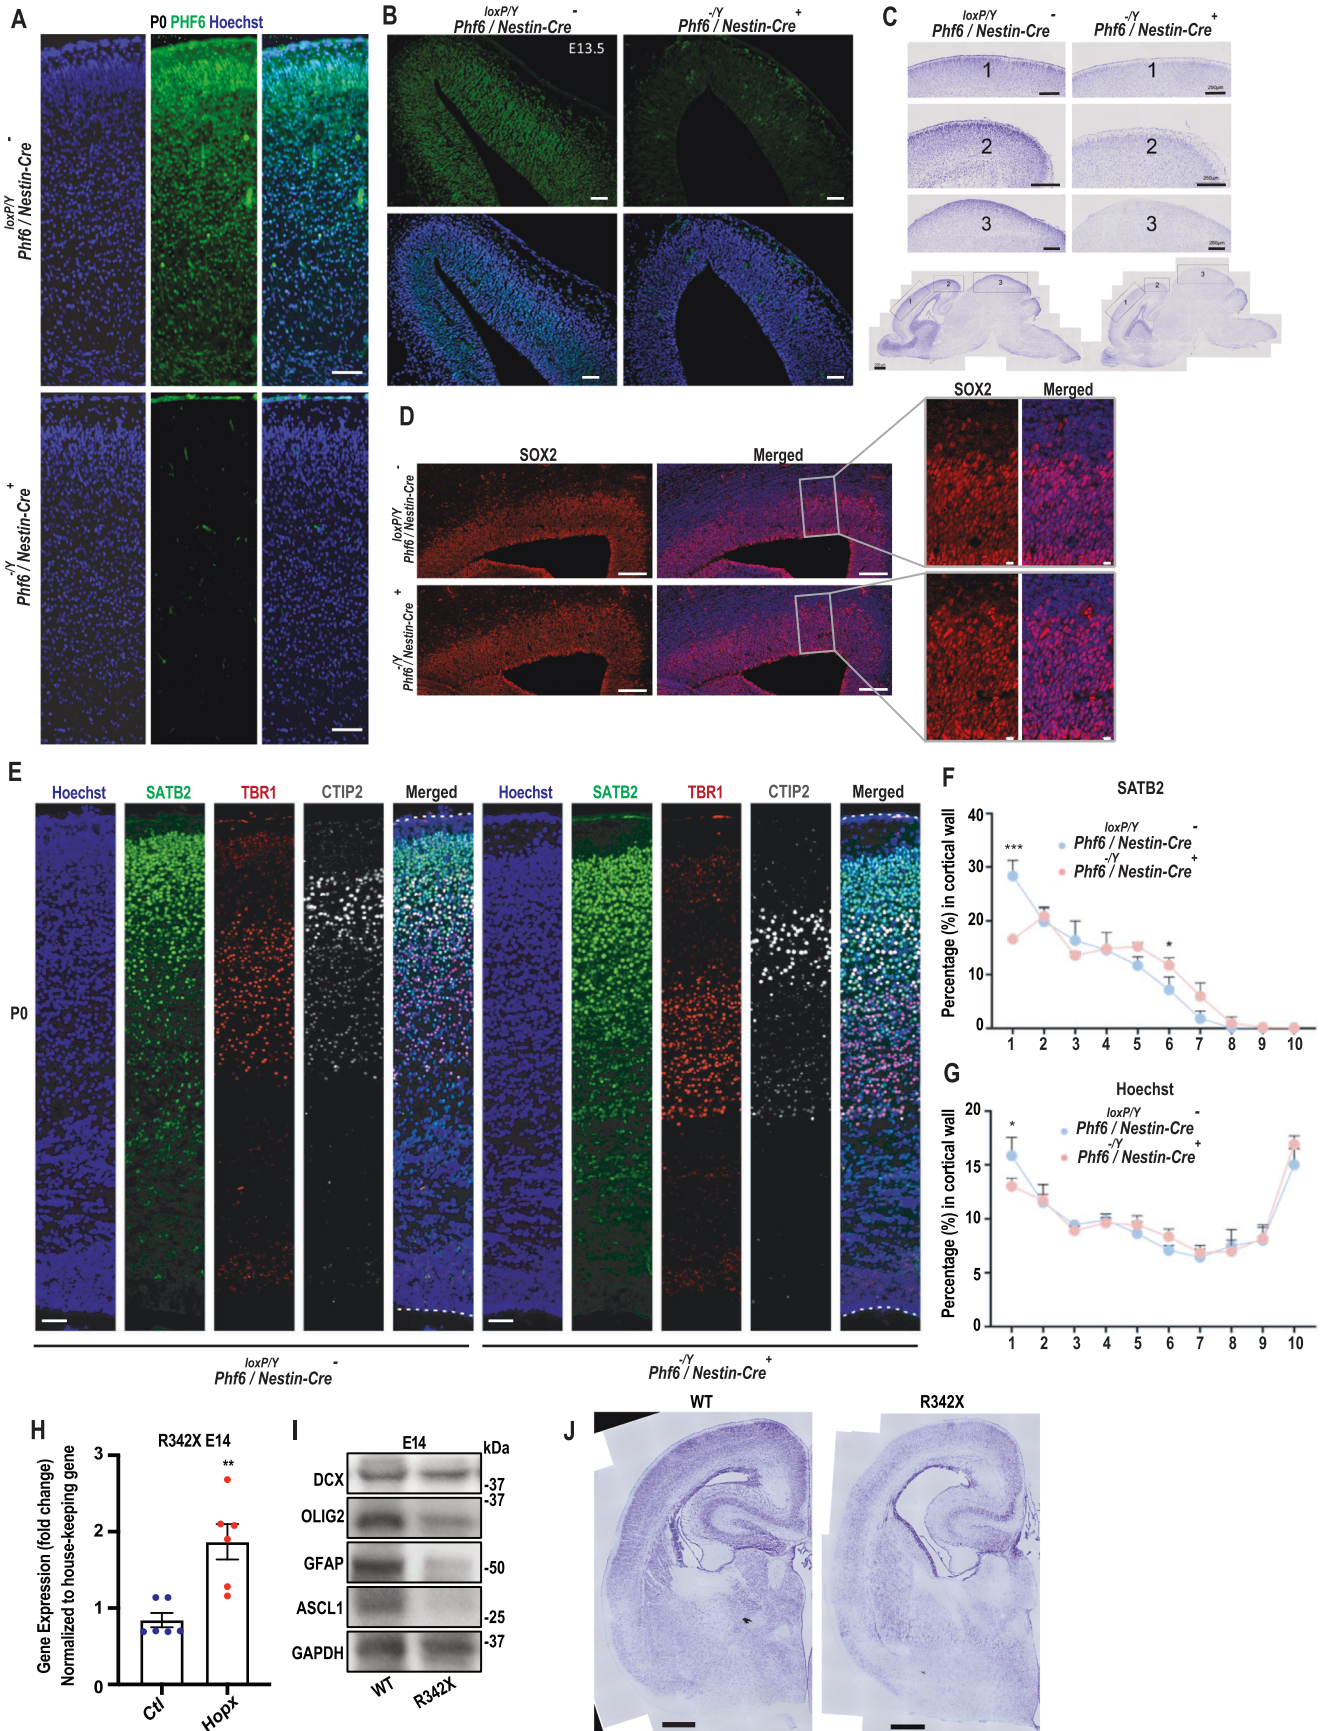 A
P0 PHF6 Hoechst
loxP/Y -
Phf6 / Nestin-Cre
-/Y +
Phf6 / Nestin-Cre
B
loxP/Y -
Phf6 / Nestin-Cre
-/Y +
Phf6 / Nestin-Cre
E13.5
C
loxP/Y -
Phf6 / Nestin-Cre
-/Y +
Phf6 / Nestin-Cre
1
1
250µm
2
2
250µm
3
3
250µm
1 2 3
1 2 3
D
SOX2 Merged
SOX2 Merged
loxP/Y -
Phf6 / Nestin-Cre
-/Y +
Phf6 / Nestin-Cre
E
Hoechst SATB2 TBR1 CTIP2 Merged Hoechst SATB2 TBR1 CTIP2 Merged
P0
loxP/Y -
Phf6 / Nestin-Cre
-/Y +
Phf6 / Nestin-Cre
F
SATB2
Percentage (%) in cortical wall
40
30
20
10
0
***
*
loxP/Y -
Phf6 / Nestin-Cre
-/Y +
Phf6 / Nestin-Cre
1 2 3 4 5 6 7 8 9 10
G
Hoechst
Percentage (%) in cortical wall
20
15
10
5
0
*
loxP/Y -
Phf6 / Nestin-Cre
-/Y +
Phf6 / Nestin-Cre
1 2 3 4 5 6 7 8 9 10
H
R342X E14
Gene Expression (fold change)
Normalized to house-keeping gene
3
2
1
0
**
Ctl Hopx
I
E14
kDa
DCX -37
-37
OLIG2
GFAP -50
ASCL1 -25
-37
GAPDH
WT R342X
J
WT R342X